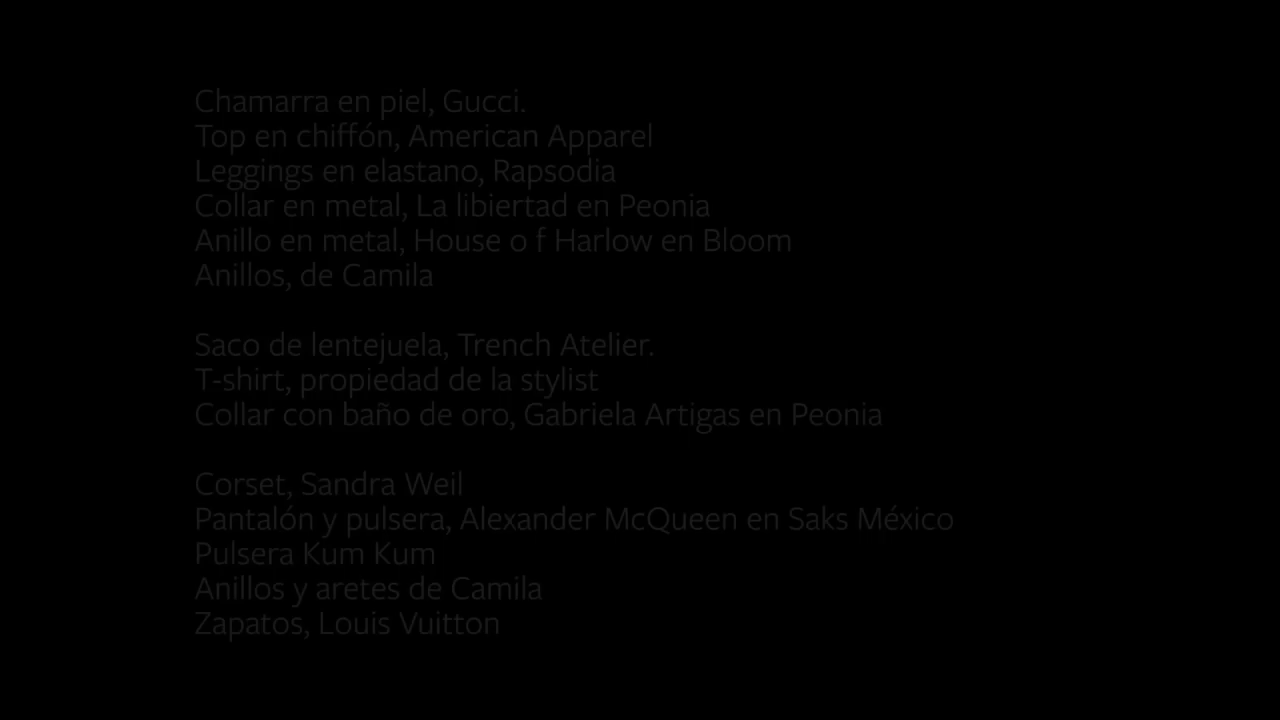 Chamarra en piel, Gucci.
Top en chiffón, American Apparel
Leggings en elastano, Rapsodia
Collar en metal, La libiertad en Peonia
Anillo en metal, House o f Harlow en Bloom
Anillos, de Camila
Saco de lentejuela, Trench Atelier.
T-shirt, propiedad de la stylist
Collar con baño de oro, Gabriela Artigas en Peonia
Corset, Sandra Weil
Pantalón y pulsera, Alexander McQueen en Saks México
Pulsera Kum Kum
Anillos y aretes de Camila
Zapatos, Louis Vuitton